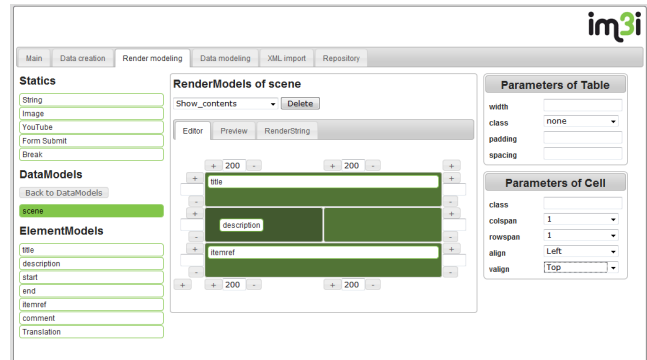 im3i
Main Data creation Render modeling Data modeling XML import Repository
Statics
String
Image
YouTube
Form Submit
Break
DataModels
Back to DataModels
scene
ElementModels
title
description
start
end
itemref
comment
Translation
RenderModels of scene
Show_contents Delete
Editor Preview RenderString
+ 200 - + 200 - +
+ title +
- -
+ +
description
- -
+ itemref +
- -
+ + 200 - + 200 - +
Parameters of Table
width
class none
padding
spacing
Parameters of Cell
class
colspan 1
rowspan 1
align Left
valign Top